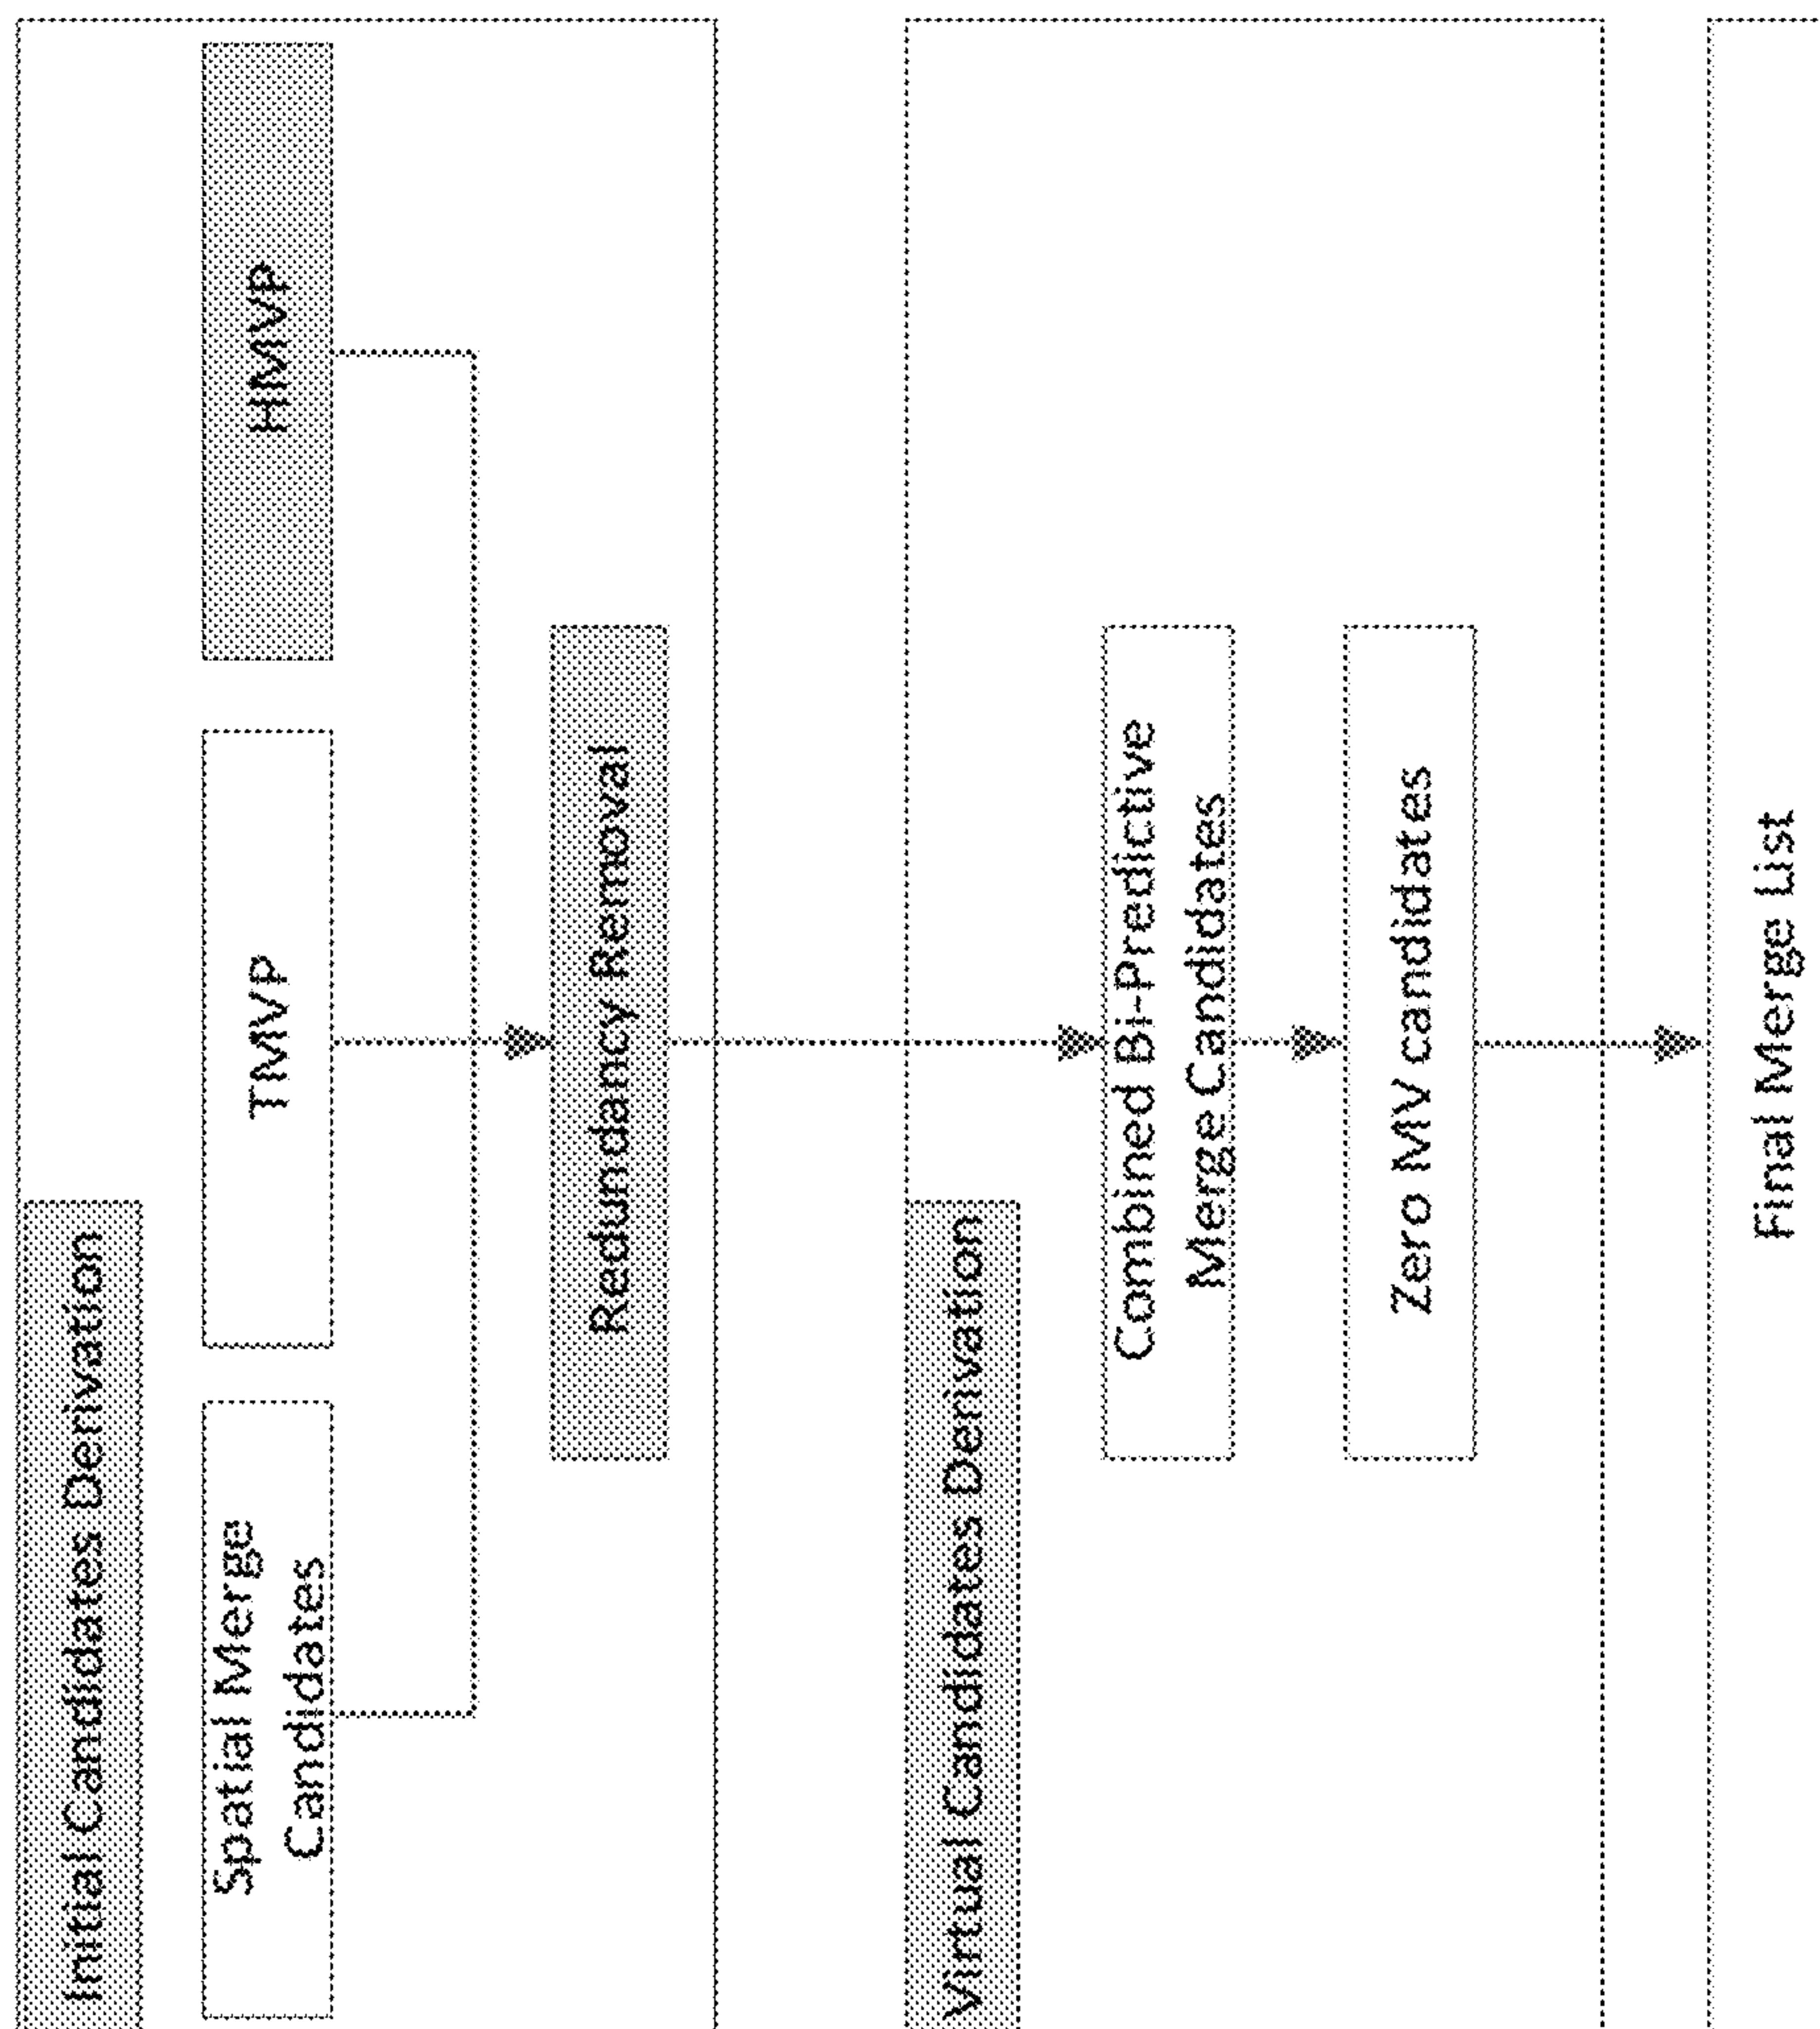 Initial Candidates Derivation
Spatial Merge
Candidates
TMVP
HMVP
Redundancy Removal
Virtual Candidates Derivation
Combined Bi-Predictive
Merge Candidates
Zero MV candidates
Final Merge List